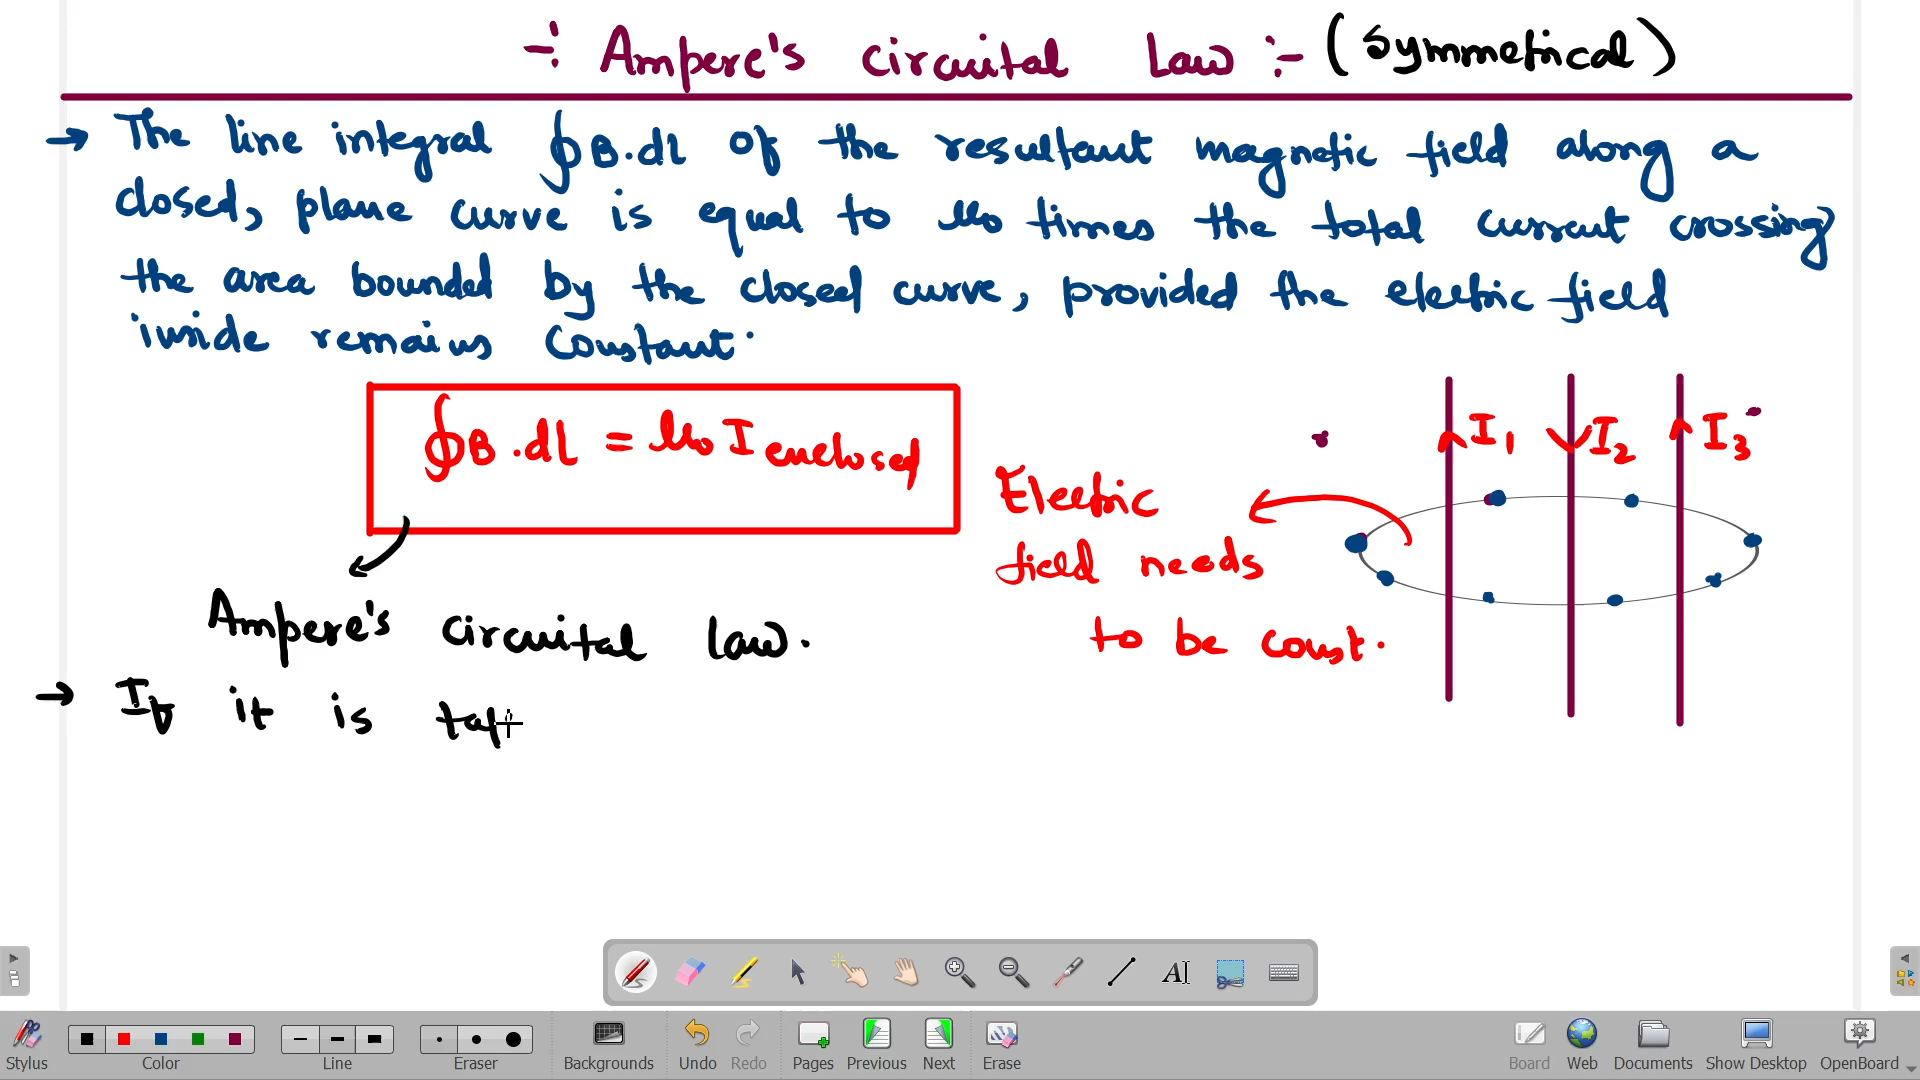 ÷ Ampere's circuital Law :- (Symmetrical)
→ The line integral ∮B.dl of the resultant magnetic field along a
closed, plane curve is equal to μ0 times the total current crossing
the area bounded by the closed curve, provided the electric field
inside remains constant.
∮B.dl = μ0 I enclosed
I1 I2 I3
Electric
field needs
to be const.
Ampere's circuital law.
→ If it is
Stylus Color Line Eraser Backgrounds Undo Redo Pages Previous Next Erase Board Web Documents Show Desktop OpenBoard